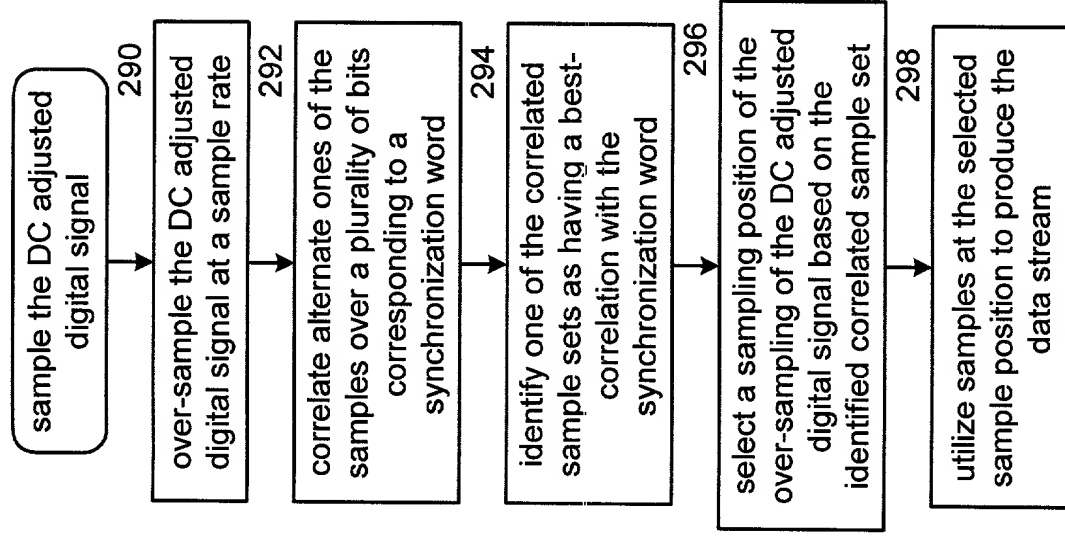 sample the DC adjusted
digital signal
290
over-sample the DC adjusted
digital signal at a sample rate
292
correlate alternate ones of the
samples over a plurality of bits
corresponding to a
synchronization word
294
identify one of the correlated
sample sets as having a best-
correlation with the
synchronization word
296
select a sampling position of the
over-sampling of the DC adjusted
digital signal based on the
identified correlated sample set
298
utilize samples at the selected
sample position to produce the
data stream